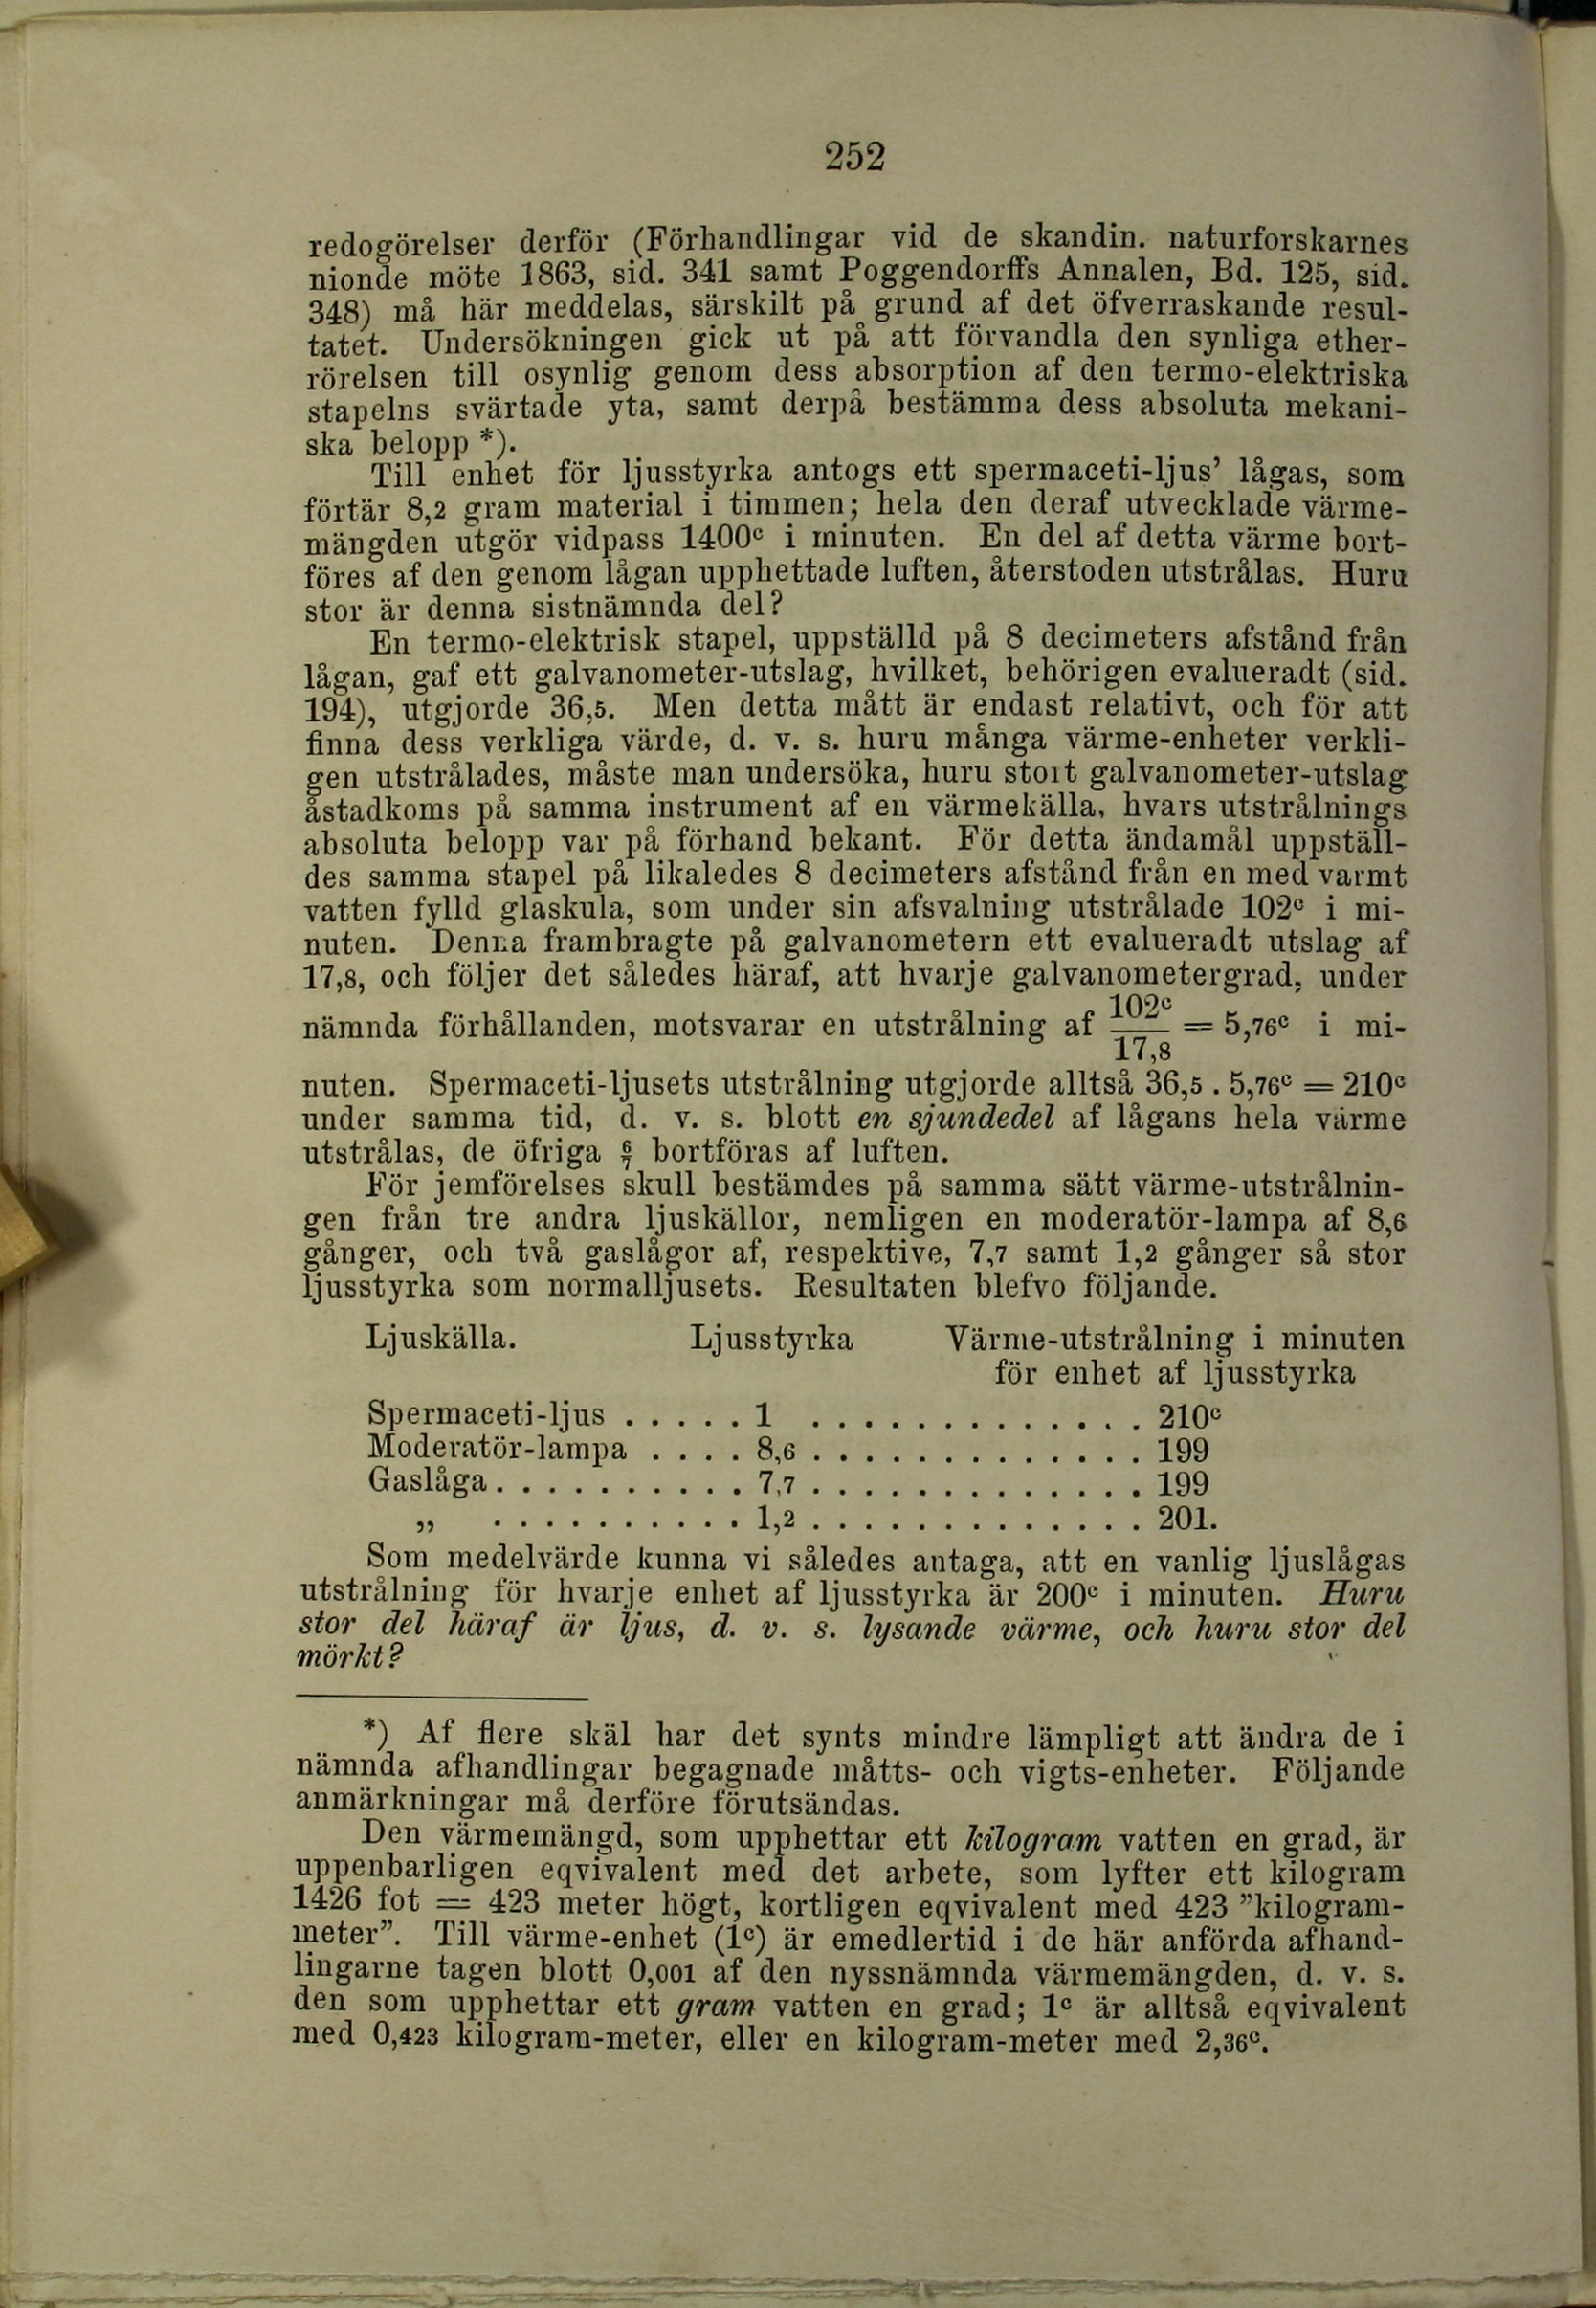 252
redogörelser derför (Förhandlingar vid de skandin. naturforskarnes
nionde möte 1863, sid. 341 samt Poggendorffs Annalen, Bd. 125, sid.
348) må här meddelas, särskilt på grund af det öfverraskande resul-
tatet. Undersökningen gick ut på att förvandla den synliga ether-
rörelsen till osynlig genom dess absorption af den termo-elektriska
stapelns svärtade yta, samt derpå bestämma dess absoluta mekani-
ska belopp *).
Till enhet för ljusstyrka antogs ett spermaceti-ljus’ lågas, som
förtär 8,2 gram material i timmen; hela den deraf utvecklade värme-
mängden utgör vidpass 1400ᶜ i minuten. En del af detta värme bort-
föres af den genom lågan upphettade luften, återstoden utstrålas. Huru
stor är denna sistnämnda del?
En termo-elektrisk stapel, uppställd på 8 decimeters afstånd från
lågan, gaf ett galvanometer-utslag, hvilket, behörigen evalueradt (sid.
194), utgjorde 36,5. Men detta mått är endast relativt, och för att
finna dess verkliga värde, d. v. s. huru många värme-enheter verkli-
gen utstrålades, måste man undersöka, huru stort galvanometer-utslag
åstadkoms på samma instrument af en värmekälla, hvars utstrålnings
absoluta belopp var på förhand bekant. För detta ändamål uppställ-
des samma stapel på likaledes 8 decimeters afstånd från en med varmt
vatten fylld glaskula, som under sin afsvalning utstrålade 102ᶜ i mi-
nuten. Denna frambragte på galvanometern ett evalueradt utslag af
17,8, och följer det således häraf, att hvarje galvanometergrad, under
nämnda förhållanden, motsvarar en utstrålning af 102ᶜ/17,8 = 5,76ᶜ i mi-
nuten. Spermaceti-ljusets utstrålning utgjorde alltså 36,5 . 5,76ᶜ = 210ᶜ
under samma tid, d. v. s. blott en sjundedel af lågans hela värme
utstrålas, de öfriga 6/7 bortföras af luften.
För jemförelses skull bestämdes på samma sätt värme-utstrålnin-
gen från tre andra ljuskällor, nemligen en moderatör-lampa af 8,6
gånger, och två gaslågor af, respektive, 7,7 samt 1,2 gånger så stor
ljusstyrka som normalljusets. Resultaten blefvo följande.
Ljuskälla. Ljusstyrka Värme-utstrålning i minuten
för enhet af ljusstyrka
Spermaceti-ljus . . . . . 1 . . . . . . . . . . . . . 210ᶜ
Moderatör-lampa . . . . 8,6 . . . . . . . . . . . . . 199
Gaslåga. . . . . . . . . . 7,7 . . . . . . . . . . . . . 199
„ . . . . . . . . . . 1,2 . . . . . . . . . . . . . 201.
Som medelvärde kunna vi således antaga, att en vanlig ljuslågas
utstrålning för hvarje enhet af ljusstyrka är 200ᶜ i minuten. Huru
stor del häraf är ljus, d. v. s. lysande värme, och huru stor del
mörkt?
*) Af flere skäl har det synts mindre lämpligt att ändra de i
nämnda afhandlingar begagnade måtts- och vigts-enheter. Följande
anmärkningar må derföre förutsändas.
Den värmemängd, som upphettar ett kilogram vatten en grad, är
uppenbarligen eqvivalent med det arbete, som lyfter ett kilogram
1426 fot = 423 meter högt, kortligen eqvivalent med 423 ”kilogram-
meter”. Till värme-enhet (1ᶜ) är emedlertid i de här anförda afhand-
lingarne tagen blott 0,001 af den nyssnämnda värmemängden, d. v. s.
den som upphettar ett gram vatten en grad; 1ᶜ är alltså eqvivalent
med 0,423 kilogram-meter, eller en kilogram-meter med 2,36ᶜ.